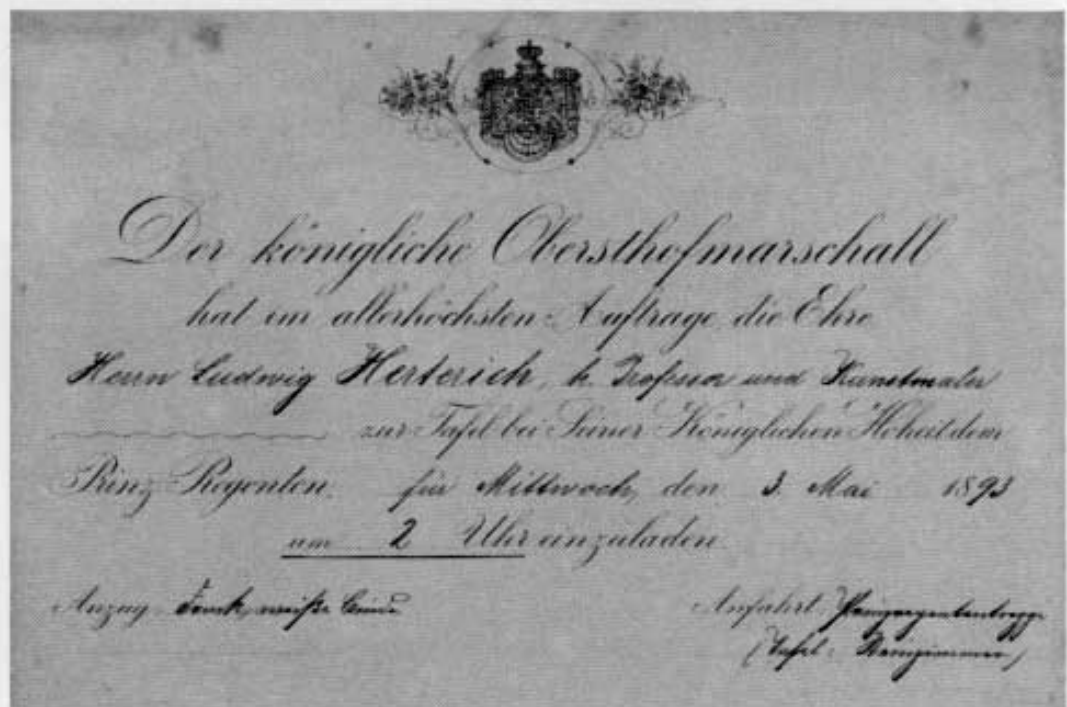 Der königliche Obersthofmarschall
hat im allerhöchsten Auftrage die Ehre
Herrn Ludwig Herterich, k. Professor und Kunstmaler
zur Tafel bei Seiner Königlichen Hoheit dem
Prinz-Regenten für Mittwoch, den 3. Mai 1893
um 2 Uhr einzuladen.
Anzug: Frack, weiße Binde Anfahrt: Prinzregententreppe
(Tafel: Steinzimmer)